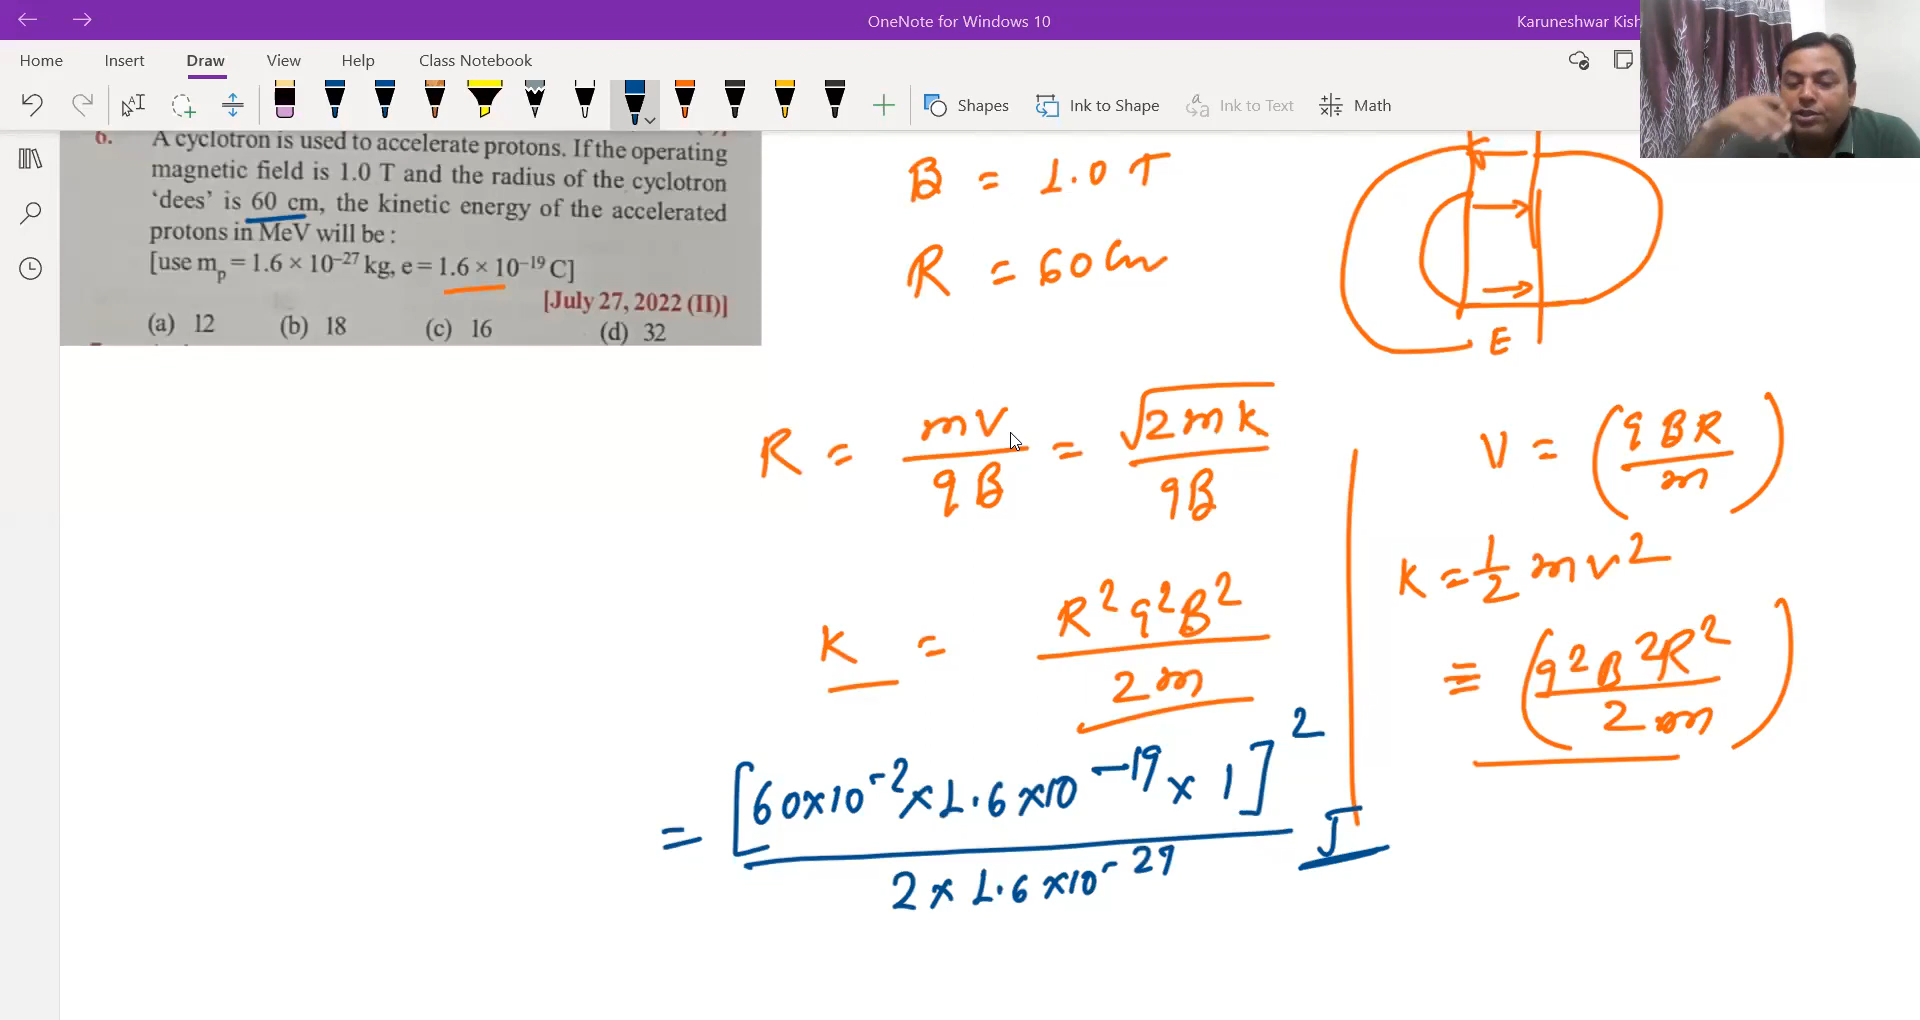 OneNote for Windows 10
Karuneshwar Kish
Home Insert Draw View Help Class Notebook
Shapes Ink to Shape Ink to Text Math
6. A cyclotron is used to accelerate protons. If the operating
magnetic field is 1.0 T and the radius of the cyclotron
‘dees’ is 60 cm, the kinetic energy of the accelerated
protons in MeV will be :
[use mₚ = 1.6 × 10⁻²⁷ kg, e = 1.6 × 10⁻¹⁹ C]
[July 27, 2022 (II)]
(a) 12 (b) 18 (c) 16 (d) 32
B = 1.0 T
R = 60 cm
E
R = mv/qB = √2mk/qB
K = R²q²B²/2m
= [60×10⁻²×1.6×10⁻¹⁹×1]²/2×1.6×10⁻²⁷ J
V = (qBR/m)
K = 1/2 mv²
= (q²B²R²/2m)